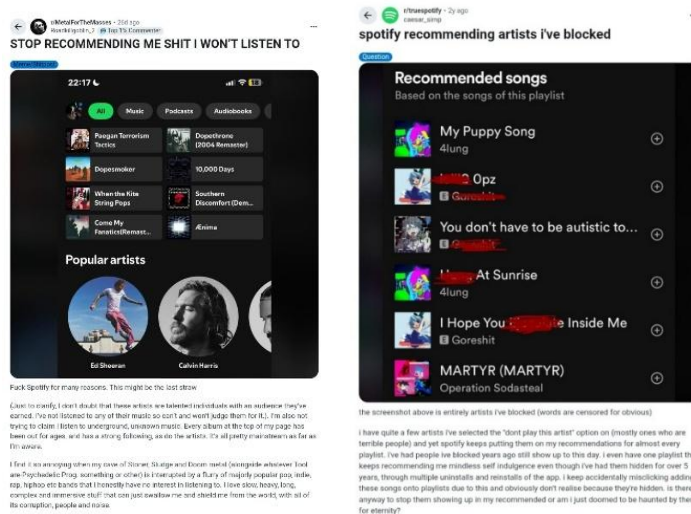 r/MetalForTheMasses · 26d ago
Top 1% Commenter
STOP RECOMMENDING ME SHIT I WON'T LISTEN TO
22:17
All
Music
Podcasts
Audiobooks
Paegan Terrorism Tactics
Dopethrone (2004 Remaster)
Dopesmoker
10,000 Days
When the Kite String Pops
Southern Discomfort (Dem...
Come My Fanatics(Remast...
Ænima
Popular artists
Ed Sheeran
Calvin Harris
Fuck Spotify for many reasons. This might be the last straw
(Just to clarify, I don't doubt that these artists are talented individuals with an audience they've
earned. I've not listened to any of their music so can't and won't judge them for it.). I'm also not
trying to claim I listen to underground, unknown music. Every album at the top of my page has
been out for ages, and has a strong following, as do the artists. It's all pretty mainstream as far as
I'm aware.
I find it so annoying when my cave of Stoner, Sludge and Doom metal (alongside whatever Tool
are-Psychedelic Prog, something or other) is interrupted by a flurry of majorly popular pop, indie,
rap, hiphop etc bands that I honestly have no interest in listening to. I love slow, heavy, long,
complex and immersive stuff that can just swallow me and shield me from the world, with all of
its corruption, people and noise
r/truespotify · 2y ago
caesar_simp
spotify recommending artists i've blocked
Question
Recommended songs
Based on the songs of this playlist
My Puppy Song
4lung
Opz
E Goreshit
You don't have to be autistic to...
E
At Sunrise
4lung
I Hope You e Inside Me
E Goreshit
MARTYR (MARTYR)
Operation Sodasteal
the screenshot above is entirely artists i've blocked (words are censored for obvious)
i have quite a few artists i've selected the "dont play this artist" option on (mostly ones who are
terrible people) and yet spotify keeps putting them on my recommendations for almost every
playlist. i've had people ive blocked years ago still show up to this day. i even have one playlist th
keeps recommending me mindless self indulgence even though i've had them hidden for over 5
years, through multiple uninstalls and reinstalls of the app. i keep accidentally misclicking adding
these songs onto playlists due to this and obviously don't realise because they're hidden. is there
anyway to stop them showing up in my recommended or am i just doomed to be haunted by the
for eternity?